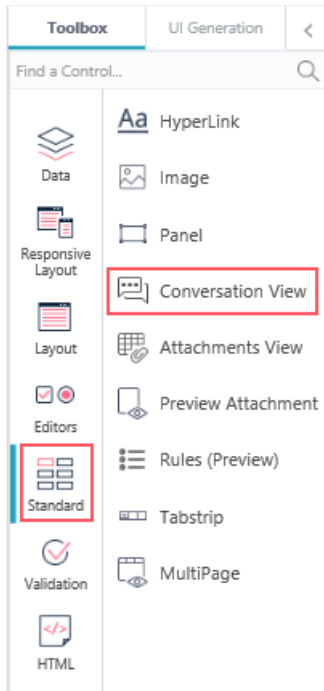 Toolbox
UI Generation
Find a Control...
Data
Responsive
Layout
Layout
Editors
Standard
Validation
</>
HTML
Aa HyperLink
Image
Panel
Conversation View
Attachments View
Preview Attachment
Rules (Preview)
Tabstrip
MultiPage